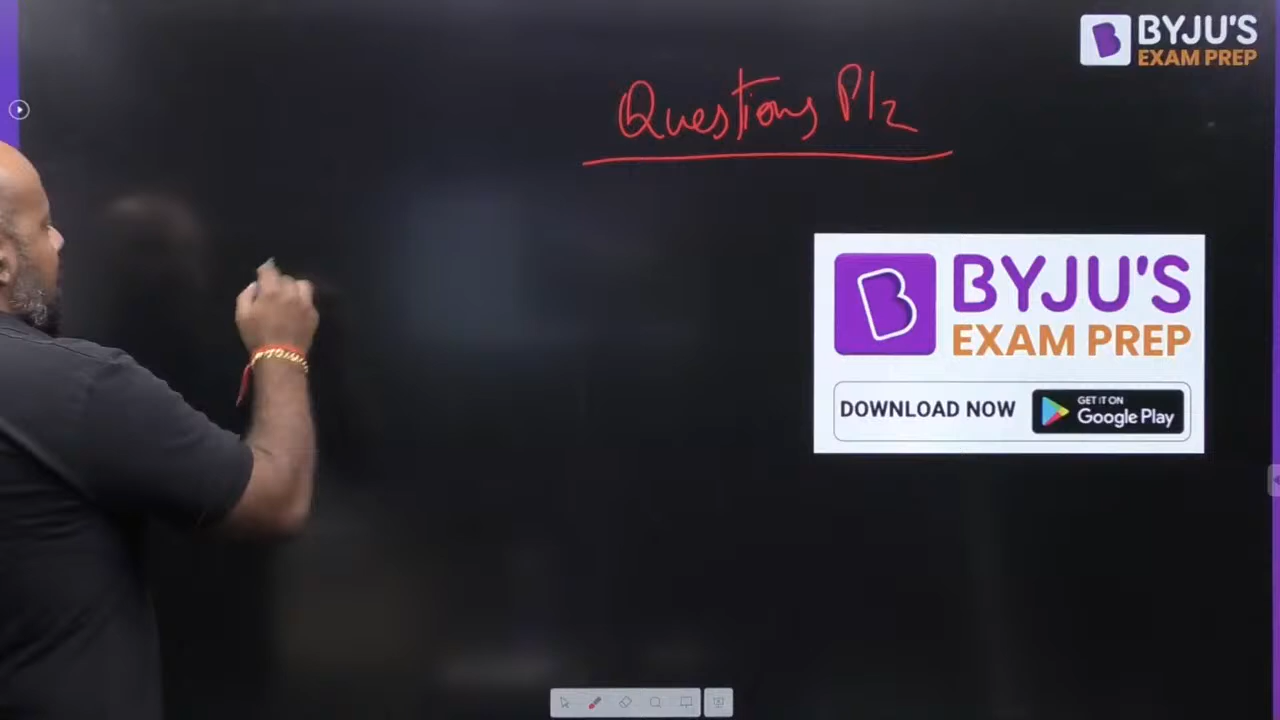 BYJU'S
EXAM PREP
Questions Plz
BYJU'S
EXAM PREP
DOWNLOAD NOW
GET IT ON
Google Play